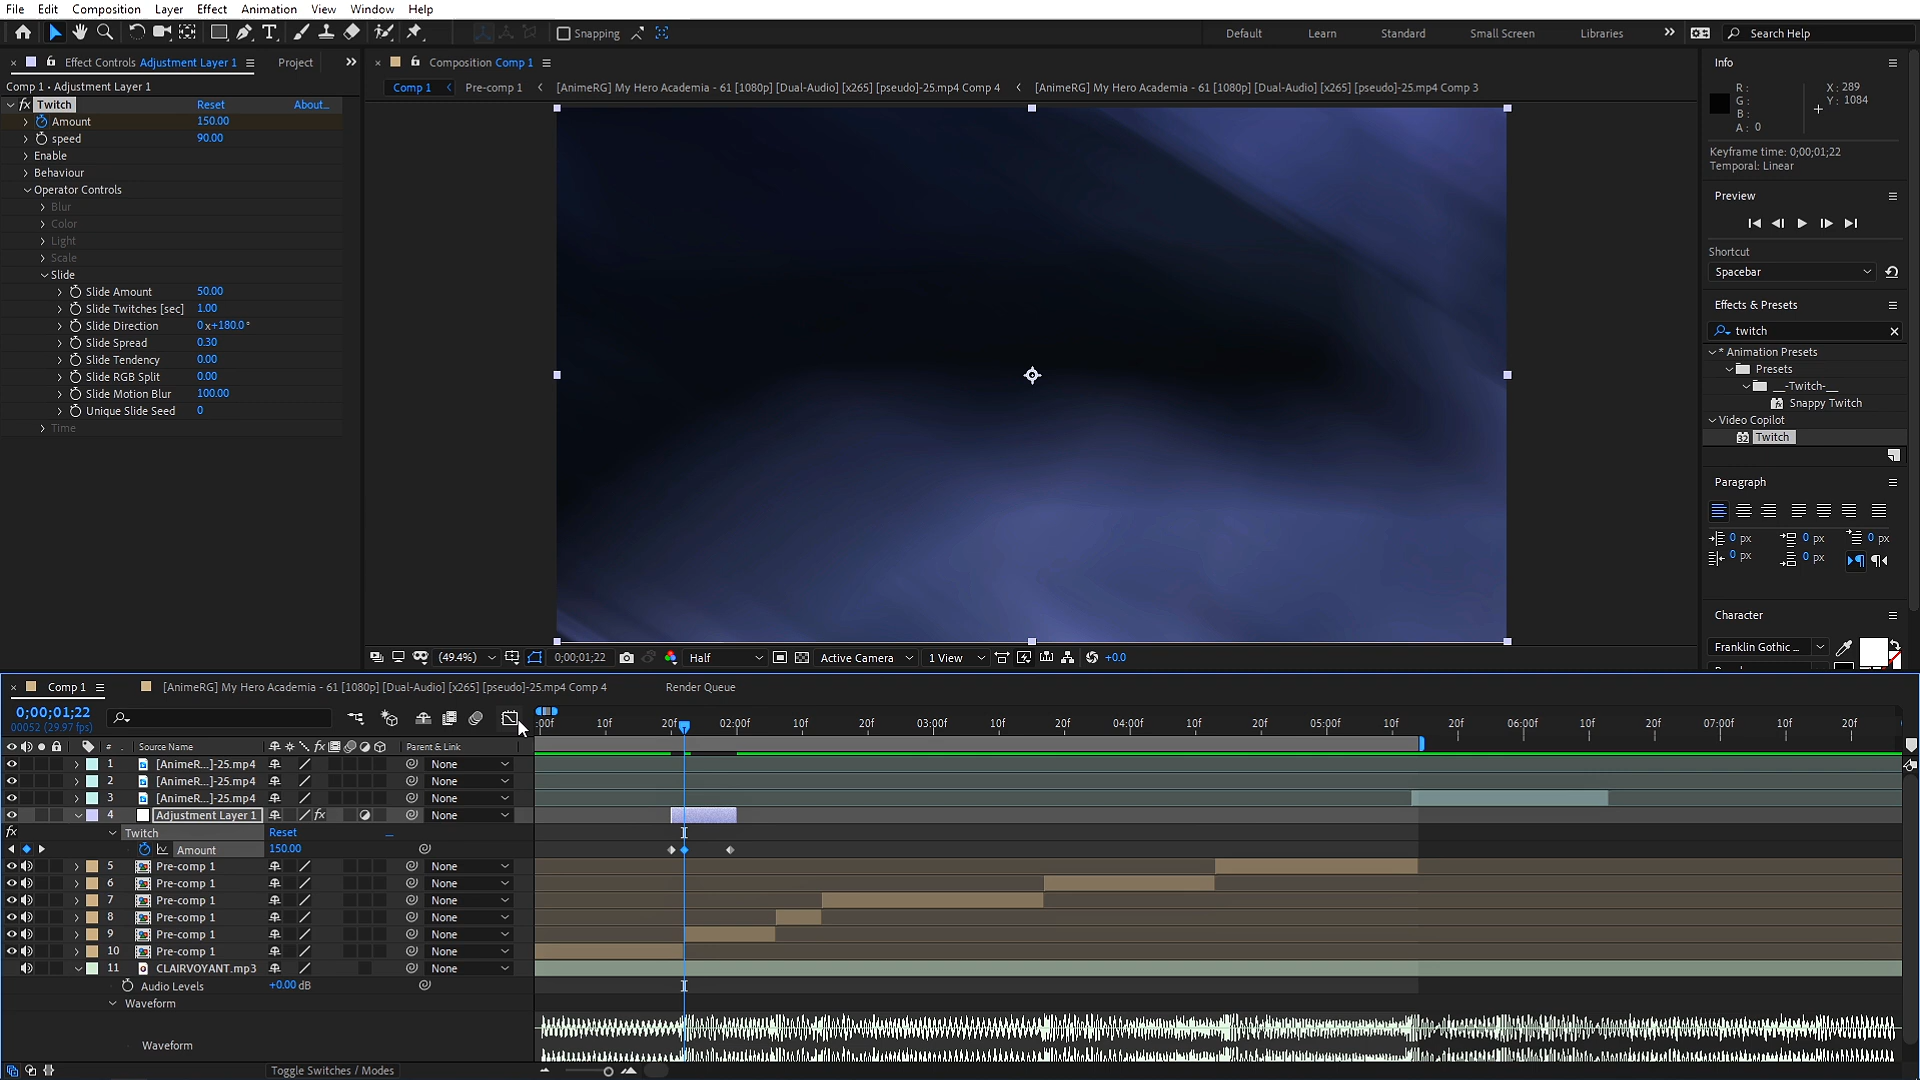 File Edit Composition Layer Effect Animation View Window Help
Snapping
Default Learn Standard Small Screen Libraries
Search Help
Effect Controls Adjustment Layer 1
Project
Comp 1 • Adjustment Layer 1
fx Twitch Reset About...
Amount 150.00
speed 90.00
Enable
Behaviour
Operator Controls
Blur
Color
Light
Scale
Slide
Slide Amount 50.00
Slide Twitches [sec] 1.00
Slide Direction 0x+180.0°
Slide Spread 0.30
Slide Tendency 0.00
Slide RGB Split 0.00
Slide Motion Blur 100.00
Unique Slide Seed 0
Time
Composition Comp 1
Comp 1 Pre-comp 1 [AnimeRG] My Hero Academia - 61 [1080p] [Dual-Audio] [x265] [pseudo]-25.mp4 Comp 4 [AnimeRG] My Hero Academia - 61 [1080p] [Dual-Audio] [x265] [pseudo]-25.mp4 Comp 3
(49.4%) 0;00;01;22 Half Active Camera 1 View +0.0
Info
R :
G :
B :
A : 0
X : 289
Y : 1084
Keyframe time: 0;00;01;22
Temporal: Linear
Preview
Shortcut
Spacebar
Effects & Presets
twitch
* Animation Presets
Presets
__-Twitch-__
Snappy Twitch
Video Copilot
Twitch
Paragraph
0 px 0 px 0 px
0 px 0 px
Character
Franklin Gothic ...
Comp 1 [AnimeRG] My Hero Academia - 61 [1080p] [Dual-Audio] [x265] [pseudo]-25.mp4 Comp 4 Render Queue
0;00;01;22
00052 (29.97 fps)
:00f 10f 20f 02:00f 10f 20f 03:00f 10f 20f 04:00f 10f 20f 05:00f 10f 20f 06:00f 10f 20f 07:00f 10f 20f
# Source Name fx Parent & Link
1 [AnimeR...]-25.mp4 None
2 [AnimeR...]-25.mp4 None
3 [AnimeR...]-25.mp4 None
4 Adjustment Layer 1 fx None
fx Twitch Reset
Amount 150.00
5 Pre-comp 1 None
6 Pre-comp 1 None
7 Pre-comp 1 None
8 Pre-comp 1 None
9 Pre-comp 1 None
10 Pre-comp 1 None
11 CLAIRVOYANT.mp3 None
Audio Levels +0.00 dB
Waveform
Waveform
Toggle Switches / Modes